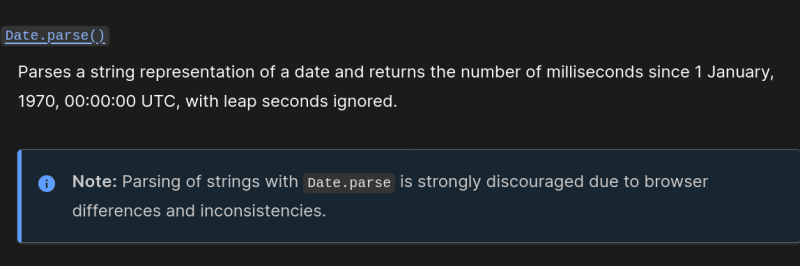 Date.parse()
Parses a string representation of a date and returns the number of milliseconds since 1 January,
1970, 00:00:00 UTC, with leap seconds ignored.
Note: Parsing of strings with Date.parse is strongly discouraged due to browser
differences and inconsistencies.